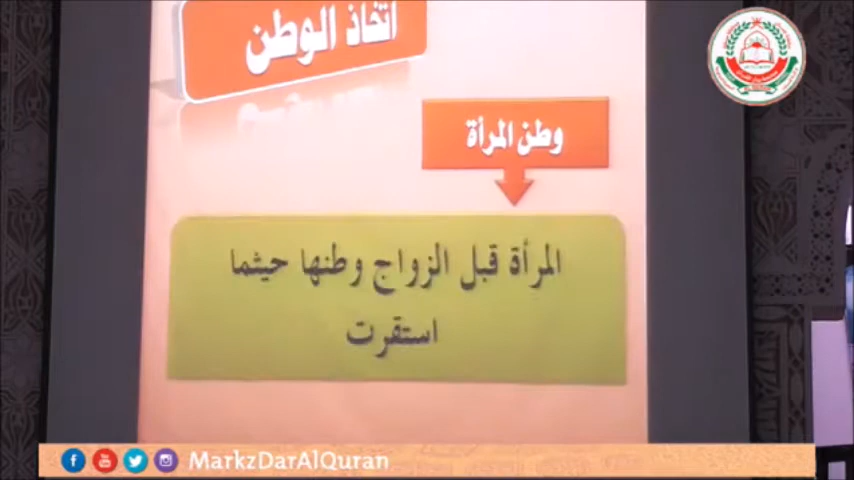 اتخاذ الوطن
وطن المرأة
المرأة قبل الزواج وطنها حيثما
استقرت
MarkzDarAlQuran